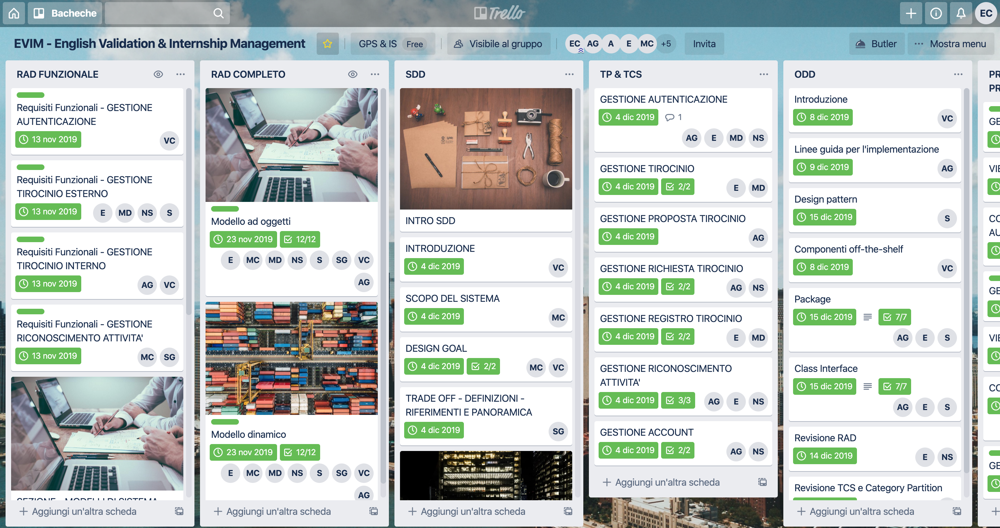 Bacheche
Trello
EC
EVIM - English Validation & Internship Management
GPS & IS Free
Visibile al gruppo
EC AG A E MC +5
Invita
Butler
··· Mostra menu
RAD FUNZIONALE
Requisiti Funzionali - GESTIONE
AUTENTICAZIONE
13 nov 2019
VC
Requisiti Funzionali - GESTIONE
TIROCINIO ESTERNO
13 nov 2019
E MD NS S
Requisiti Funzionali - GESTIONE
TIROCINIO INTERNO
13 nov 2019
AG VC
Requisiti Funzionali - GESTIONE
RICONOSCIMENTO ATTIVITA'
13 nov 2019
MC SG
SEZIONE - MODELLI DI SISTEMA
+ Aggiungi un'altra scheda
RAD COMPLETO
Modello ad oggetti
23 nov 2019 12/12
E MC MD NS S SG VC
AG
Modello dinamico
23 nov 2019 12/12
E MC MD NS S SG VC
AG
+ Aggiungi un'altra scheda
SDD
INTRO SDD
INTRODUZIONE
4 dic 2019
VC
SCOPO DEL SISTEMA
4 dic 2019
MC
DESIGN GOAL
4 dic 2019 2/2
MC VC
TRADE OFF - DEFINIZIONI -
RIFERIMENTI E PANORAMICA
4 dic 2019
SG
+ Aggiungi un'altra scheda
TP & TCS
GESTIONE AUTENTICAZIONE
4 dic 2019 1
AG E MD NS
GESTIONE TIROCINIO
4 dic 2019 2/2
E MD
GESTIONE PROPOSTA TIROCINIO
4 dic 2019
AG
GESTIONE RICHIESTA TIROCINIO
4 dic 2019 2/2
AG NS
GESTIONE REGISTRO TIROCINIO
4 dic 2019 2/2
E MD
GESTIONE RICONOSCIMENTO
ATTIVITA'
4 dic 2019 3/3
AG E NS
GESTIONE ACCOUNT
4 dic 2019 2/2
AG NS
+ Aggiungi un'altra scheda
ODD
Introduzione
8 dic 2019
VC
Linee guida per l'implementazione
9 dic 2019
AG
Design pattern
15 dic 2019
S
Componenti off-the-shelf
8 dic 2019
VC
Package
15 dic 2019 7/7
AG E S
Class Interface
15 dic 2019 7/7
AG E S
Revisione RAD
14 dic 2019
E NS
Revisione TCS e Category Partition
+ Aggiungi un'altra scheda
PR
PR
GE
VIE
CO
AU
GE
VIE
CO
GE